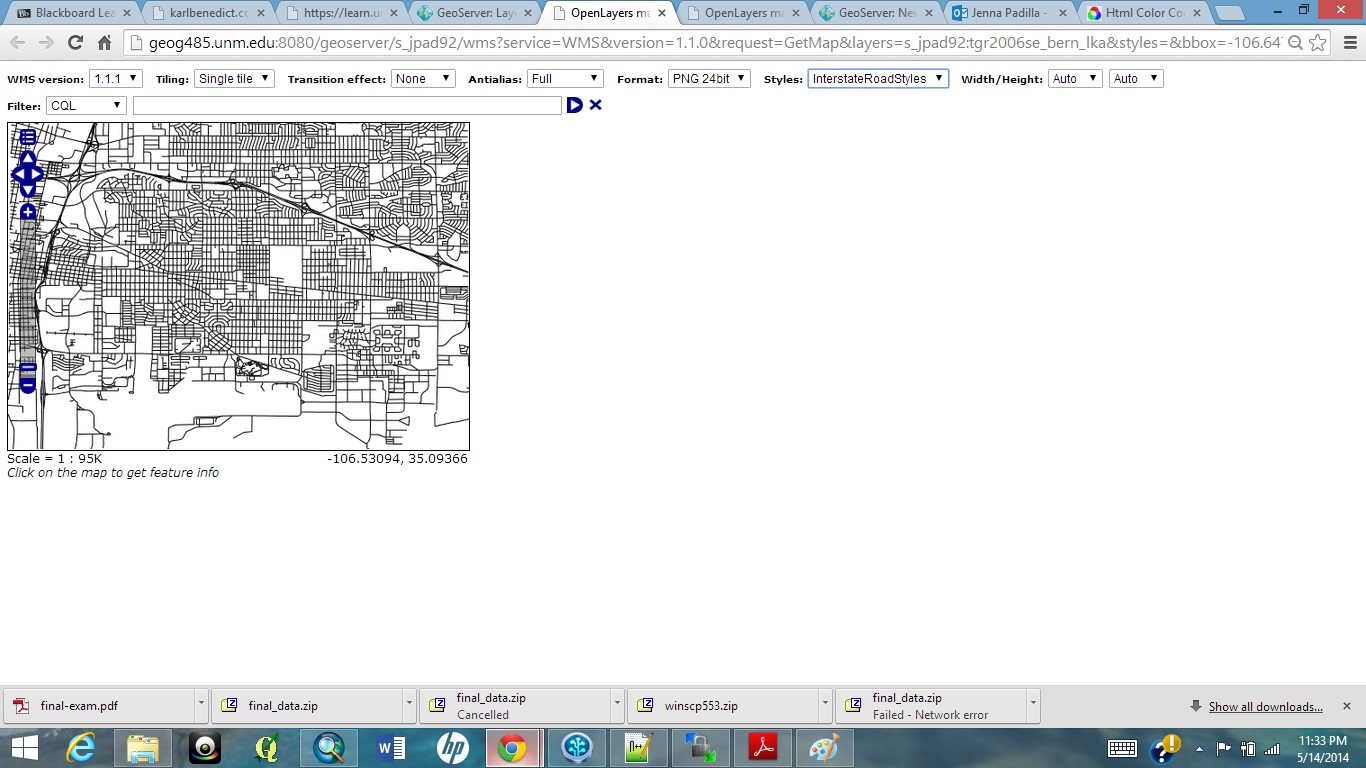 Blackboard Lea
karlbenedict.co
https://learn.u
GeoServer: Lay
OpenLayers ma
OpenLayers ma
GeoServer: Nev
Jenna Padilla -
Html Color Co
geog485.unm.edu:8080/geoserver/s_jpad92/wms?service=WMS&version=1.1.0&request=GetMap&layers=s_jpad92:tgr2006se_bern_lka&styles=&bbox=-106.647
WMS version: 1.1.1 Tiling: Single tile Transition effect: None Antialias: Full Format: PNG 24bit Styles: InterstateRoadStyles Width/Height: Auto Auto
Filter: CQL
Scale = 1 : 95K -106.53094, 35.09366
Click on the map to get feature info
final-exam.pdf
final_data.zip
final_data.zip
Cancelled
winscp553.zip
final_data.zip
Failed - Network error
Show all downloads...
11:33 PM
5/14/2014